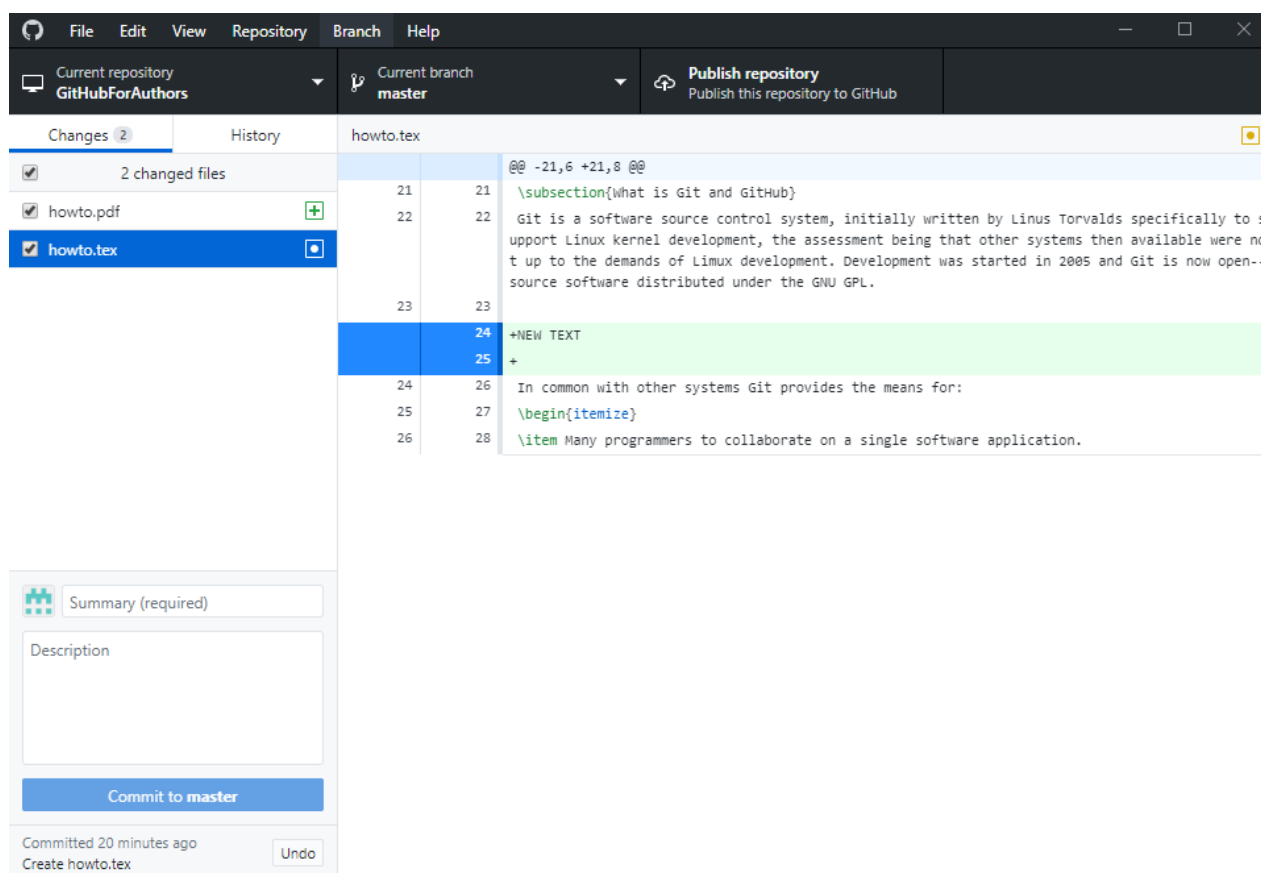 File Edit View Repository Branch Help
Current repository
GitHubForAuthors
Current branch
master
Publish repository
Publish this repository to GitHub
Changes 2 History
2 changed files
howto.pdf
howto.tex
howto.tex
@@ -21,6 +21,8 @@
21 21 \subsection{What is Git and GitHub}
22 22 Git is a software source control system, initially written by Linus Torvalds specifically to s
upport Linux kernel development, the assessment being that other systems then available were no
t up to the demands of Limux development. Development was started in 2005 and Git is now open--
source software distributed under the GNU GPL.
23 23
24 +NEW TEXT
25 +
24 26 In common with other systems Git provides the means for:
25 27 \begin{itemize}
26 28 \item Many programmers to collaborate on a single software application.
Summary (required)
Description
Commit to master
Committed 20 minutes ago
Create howto.tex
Undo